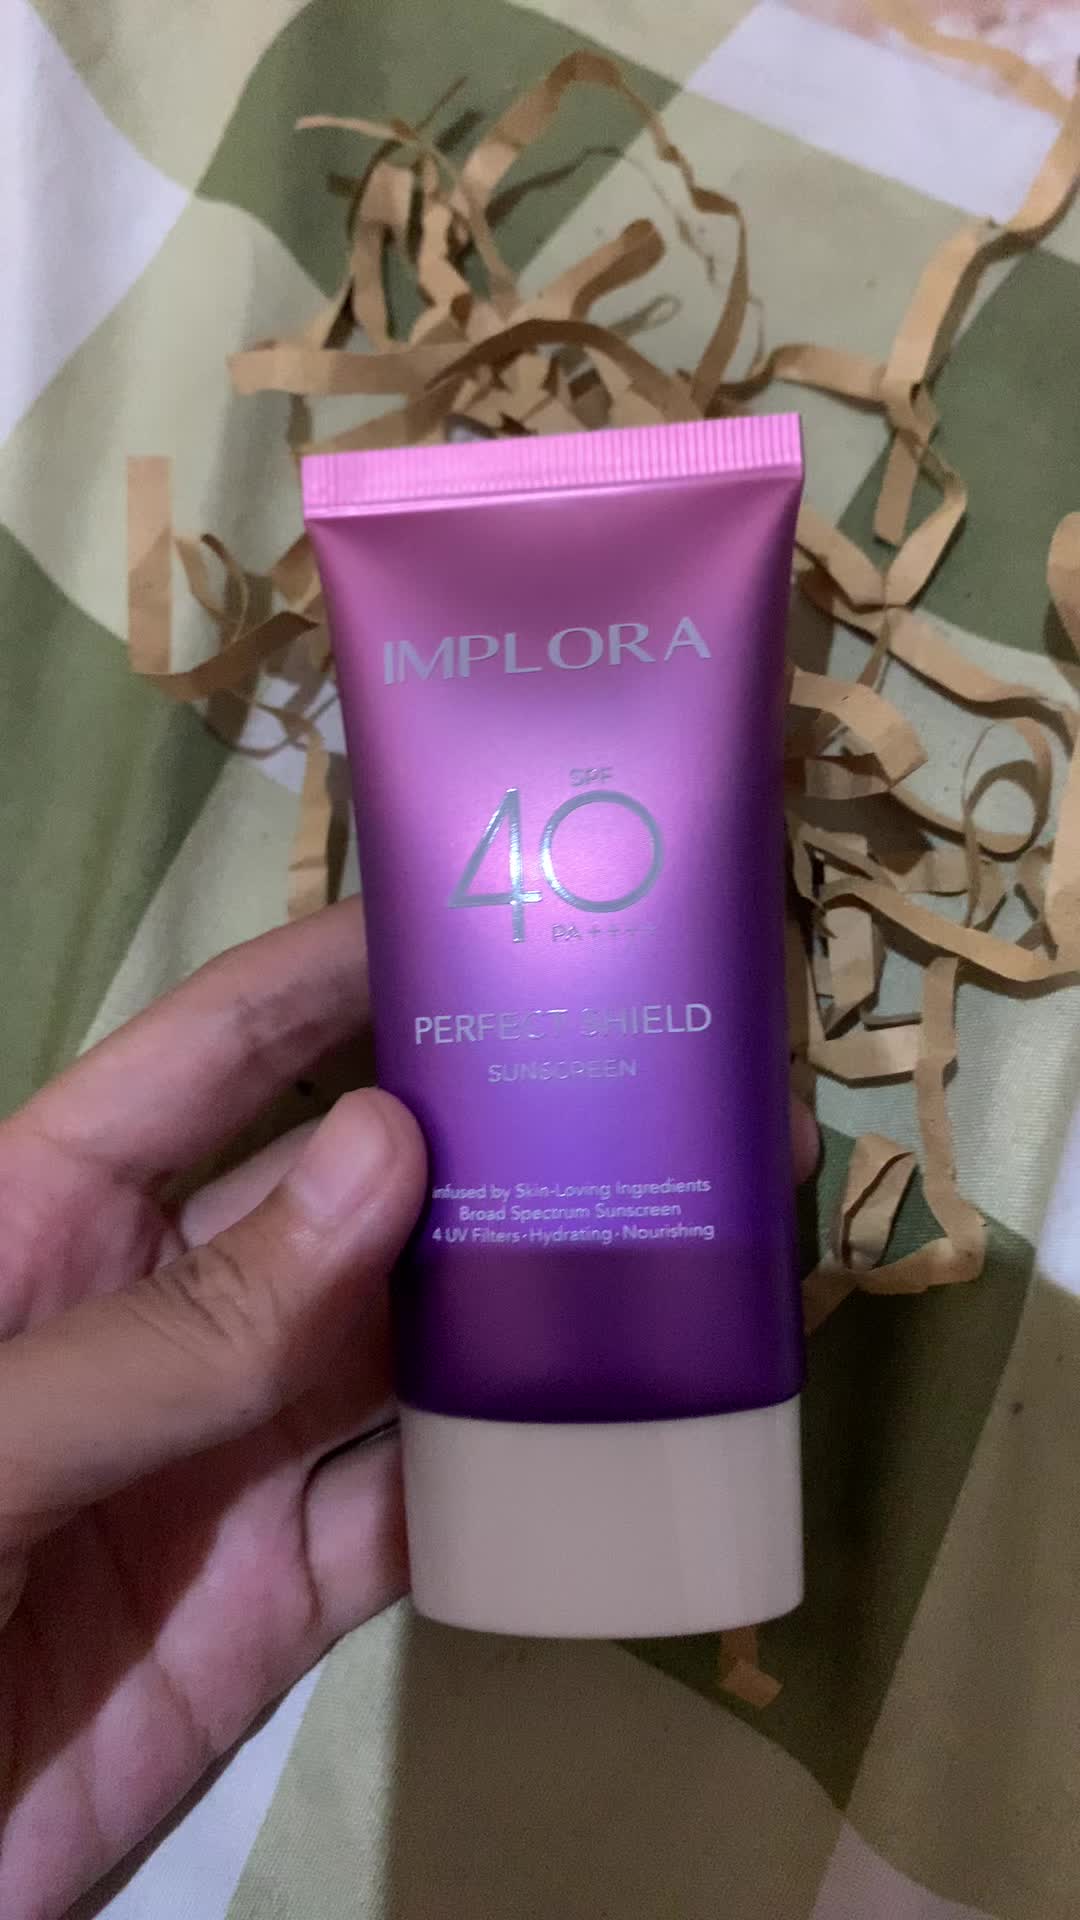 IMPLORA
SPF
40
PA++++
PERFECT SHIELD
SUNSCREEN
Infused by Skin-Loving Ingredients
Broad Spectrum Sunscreen
4 UV Filters·Hydrating·Nourishing